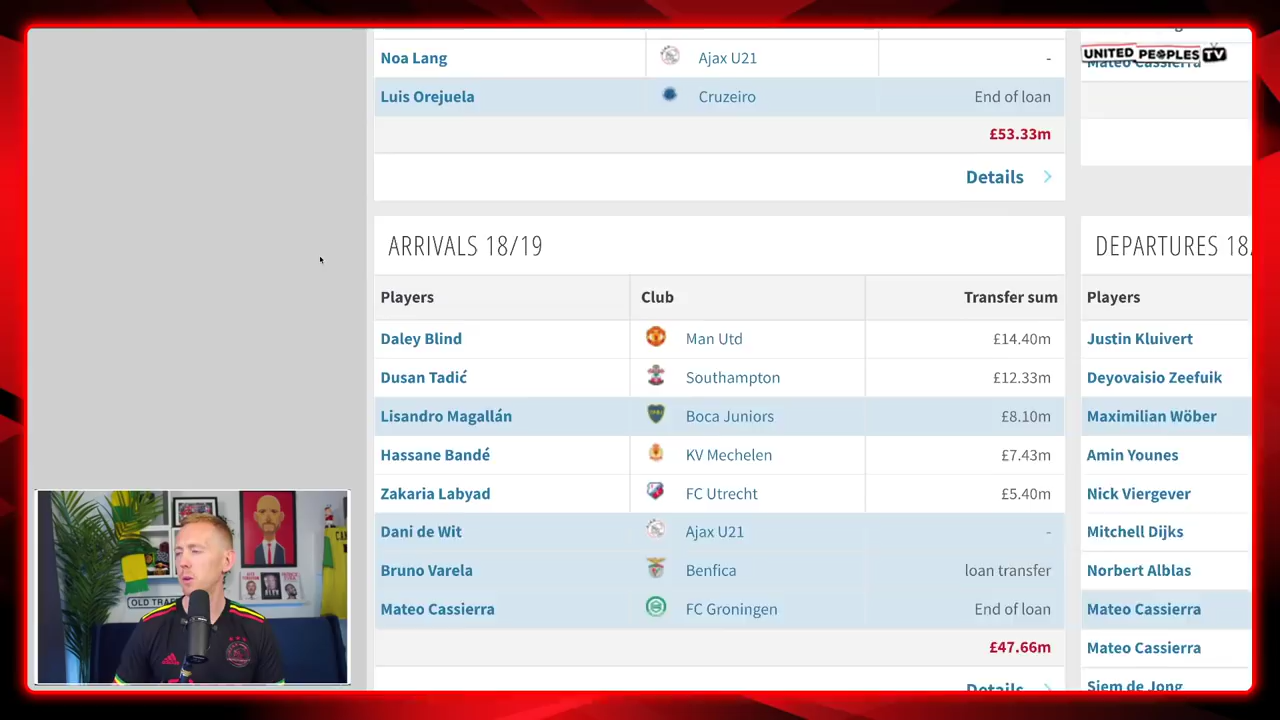 Noa Lang Ajax U21 -
Luis Orejuela Cruzeiro End of loan
£53.33m
Details
UNITED PEOPLES TV
Mateo Cassierra
ARRIVALS 18/19
Players Club Transfer sum
Daley Blind Man Utd £14.40m
Dusan Tadić Southampton £12.33m
Lisandro Magallán Boca Juniors £8.10m
Hassane Bandé KV Mechelen £7.43m
Zakaria Labyad FC Utrecht £5.40m
Dani de Wit Ajax U21 -
Bruno Varela Benfica loan transfer
Mateo Cassierra FC Groningen End of loan
£47.66m
Details
DEPARTURES 18/
Players
Justin Kluivert
Deyovaisio Zeefuik
Maximilian Wöber
Amin Younes
Nick Viergever
Mitchell Dijks
Norbert Alblas
Mateo Cassierra
Mateo Cassierra
Siem de Jong
OLD TRAF